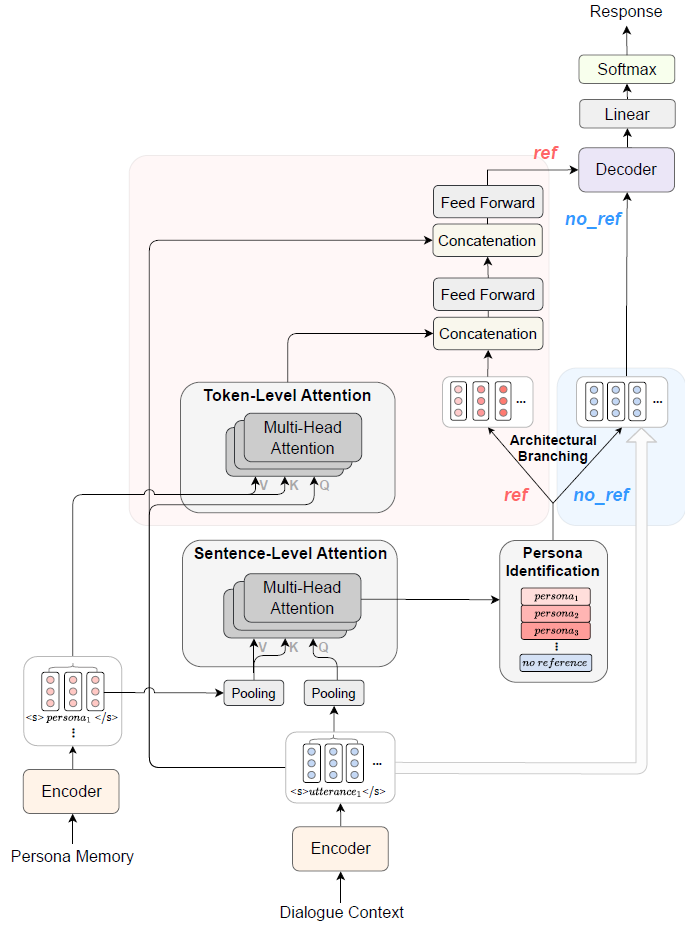 Response
Softmax
Linear
ref
Decoder
Feed Forward
no_ref
Concatenation
Feed Forward
Concatenation
Token-Level Attention
...
...
Multi-Head
Attention
Architectural
Branching
V K Q
ref
no_ref
Sentence-Level Attention
Persona
Identification
Multi-Head
Attention
persona₁
persona₂
persona₃
⋮
no reference
V K Q
Pooling
Pooling
<s> persona₁ </s>
⋮
...
<s>utterance₁</s>
Encoder
Encoder
Persona Memory
Dialogue Context